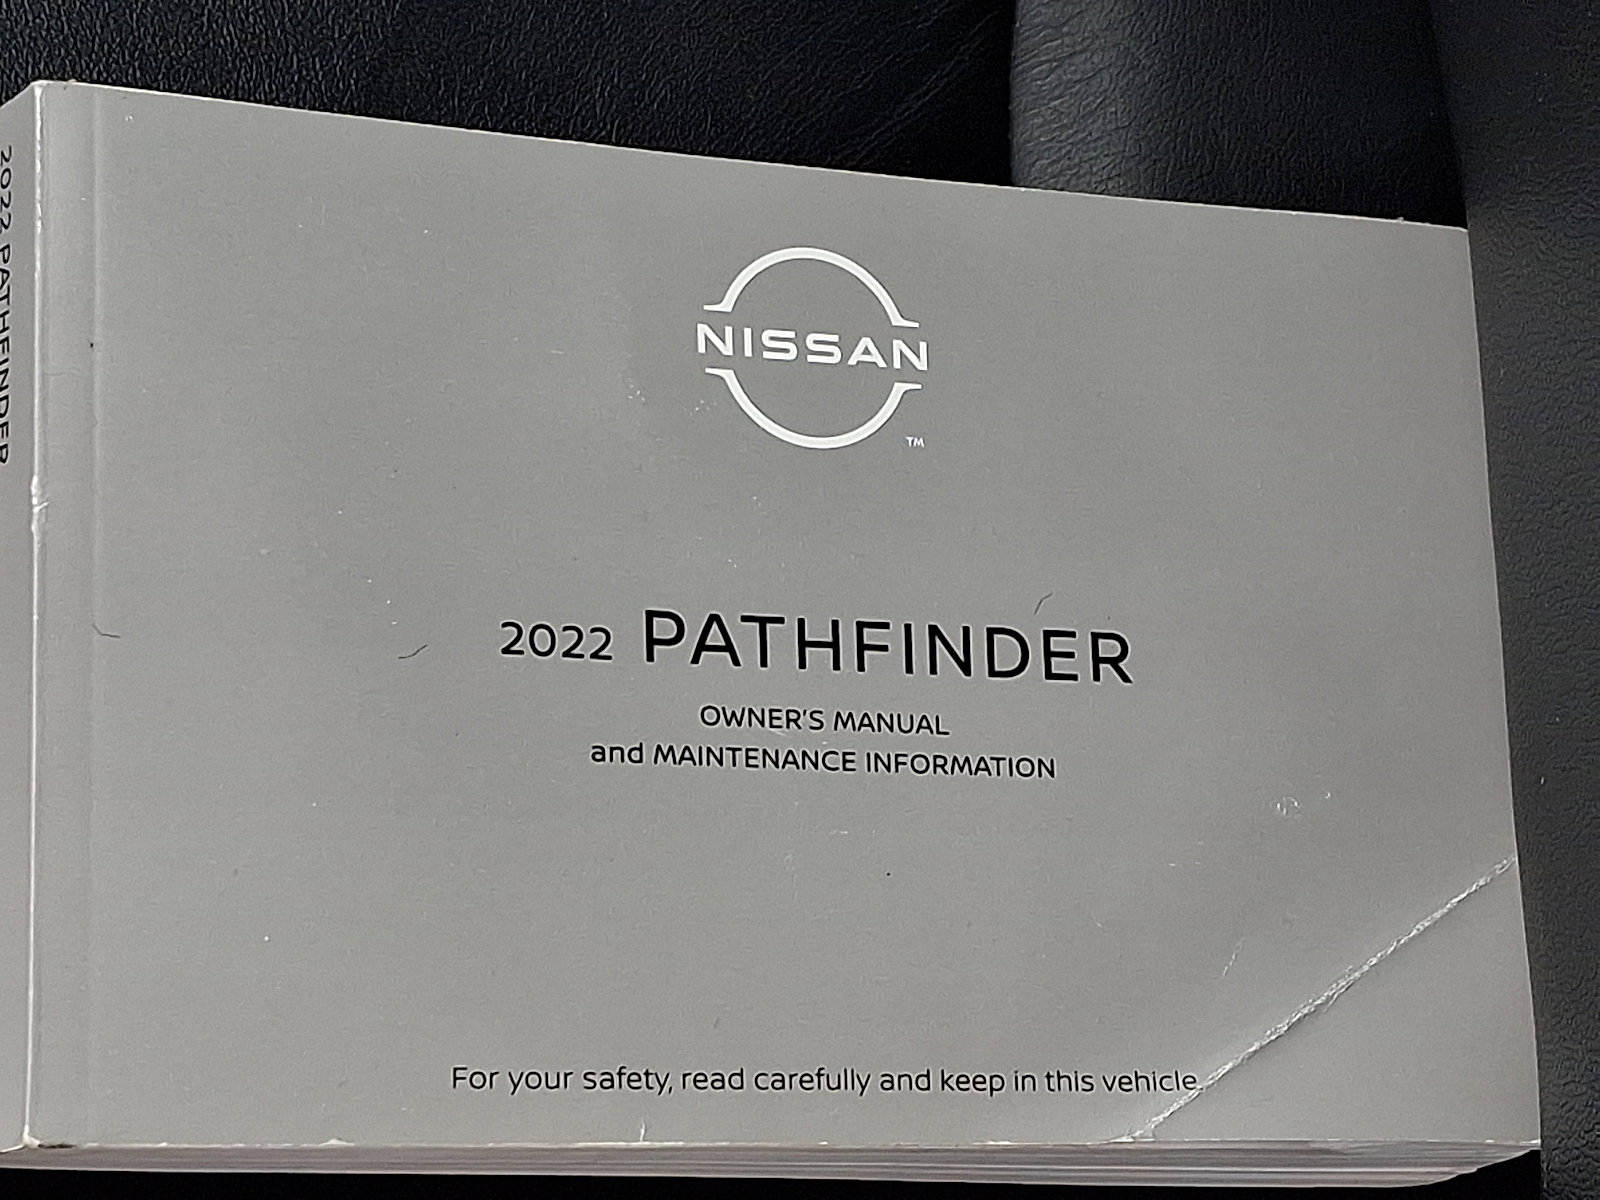 2022 PATHFINDER
NISSAN
TM
2022 PATHFINDER
OWNER'S MANUAL
and MAINTENANCE INFORMATION
For your safety, read carefully and keep in this vehicle.